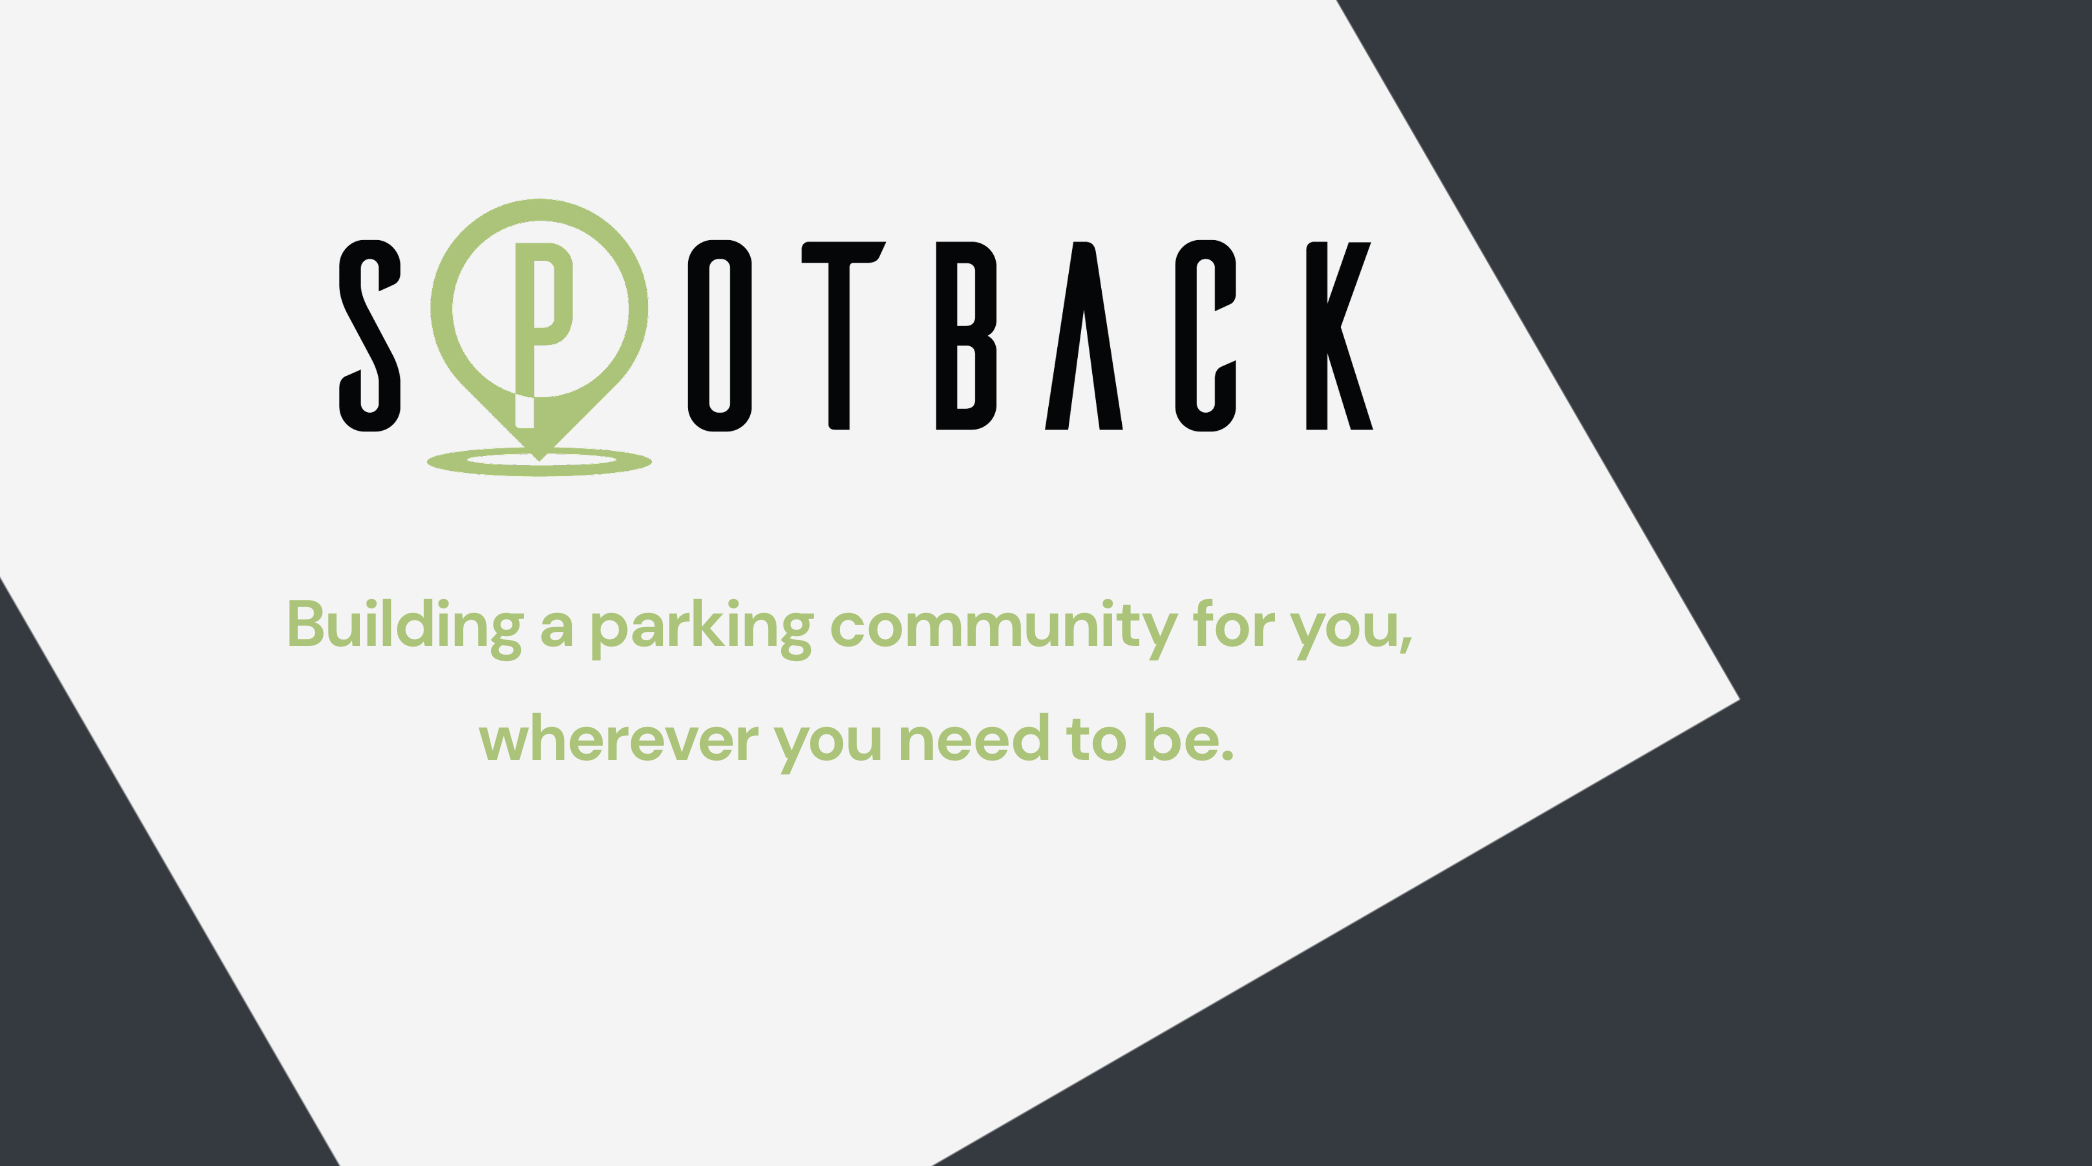 SPOTBACK
Building a parking community for you,
wherever you need to be.